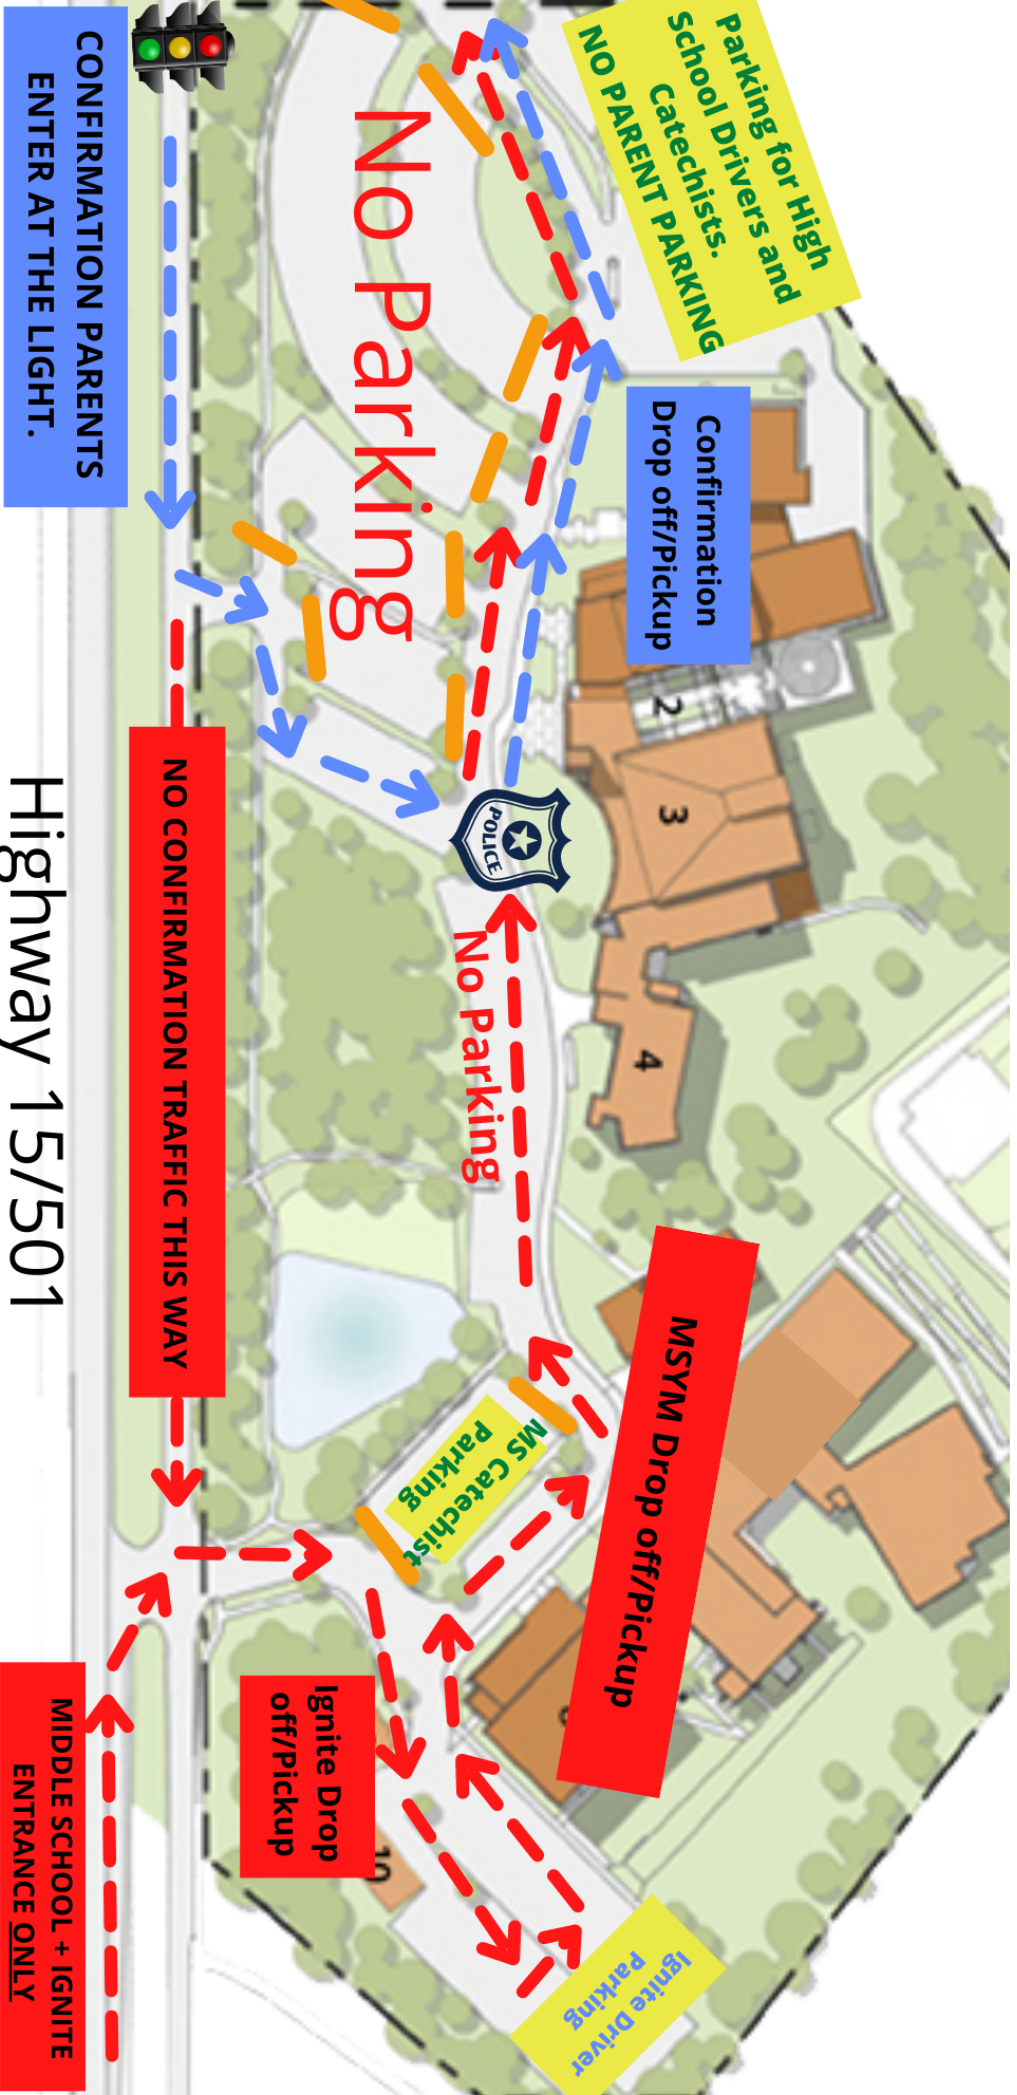 Parking for High
School Drivers and
Catechists.
NO PARENT PARKING
CONFIRMATION PARENTS
ENTER AT THE LIGHT.
No Parking
Confirmation
Drop off/Pickup
2
3
4
POLICE
No Parking
NO CONFIRMATION TRAFFIC THIS WAY
Highway 15/501
MSYM Drop off/Pickup
MS Catechist
Parking
Ignite Drop
off/Pickup
10
Ignite Driver
Parking
MIDDLE SCHOOL + IGNITE
ENTRANCE ONLY